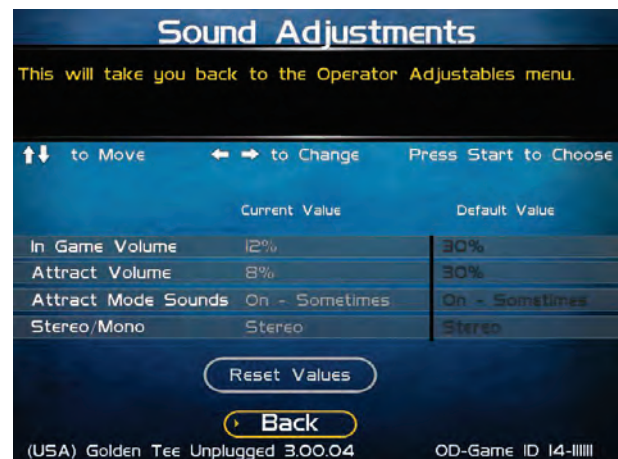 Sound Adjustments
This will take you back to the Operator Adjustables menu.
to Move to Change Press Start to Choose
Current Value Default Value
In Game Volume 12% 30%
Attract Volume 8% 30%
Attract Mode Sounds On - Sometimes On - Sometimes
Stereo/Mono Stereo Stereo
Reset Values
Back
(USA) Golden Tee Unplugged 3.00.04 OD-Game ID 14-111111